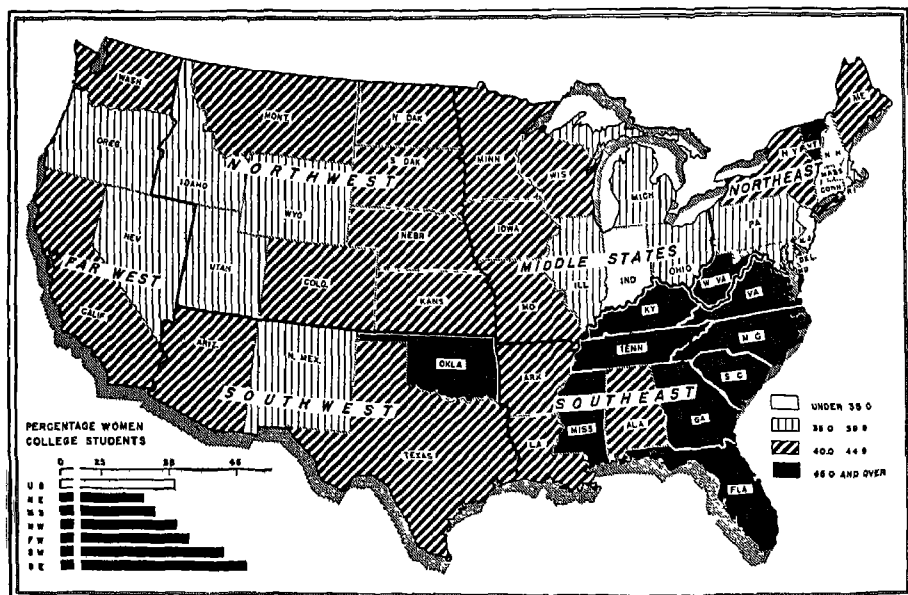 WASH
MONT.
N. DAK
ME
OREG
IDAHO
S DAK
MINN
WIS
MICH
N Y
N H
MASS
CONN
NORTHWEST
NORTHEAST
WYO
NEBR
IOWA
PA
NEV
UTAH
COLO
KANS
MIDDLE STATES
ILL
IND
OHIO
DEL
FAR WEST
MO
W VA
VA
KY
CALIF
ARIZ.
N. MEX.
OKLA
TENN
N C
ARK
S C
SOUTHWEST
SOUTHEAST
MISS
ALA
GA
TEXAS
LA
FLA
UNDER 35 0
40.0 44 9
45 0 AND OVER
PERCENTAGE WOMEN
COLLEGE STUDENTS
0 25
U S
N E
M S
N W
F W
S W
S E